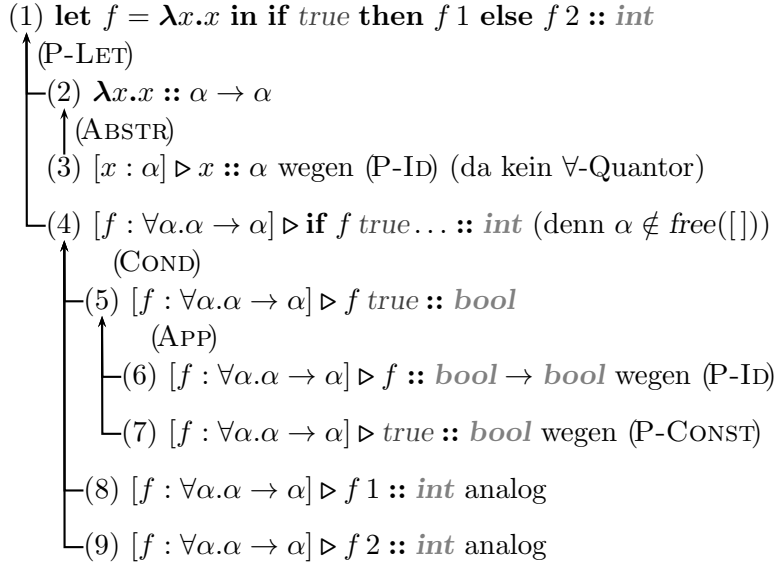 (1) let f = λx.x in if true then f 1 else f 2 :: int
(P-LET)
(2) λx.x :: α → α
(ABSTR)
(3) [x : α] ▷ x :: α wegen (P-ID) (da kein ∀-Quantor)
(4) [f : ∀α.α → α] ▷ if f true... :: int (denn α ∉ free([ ]))
(COND)
(5) [f : ∀α.α → α] ▷ f true :: bool
(APP)
(6) [f : ∀α.α → α] ▷ f :: bool → bool wegen (P-ID)
(7) [f : ∀α.α → α] ▷ true :: bool wegen (P-CONST)
(8) [f : ∀α.α → α] ▷ f 1 :: int analog
(9) [f : ∀α.α → α] ▷ f 2 :: int analog